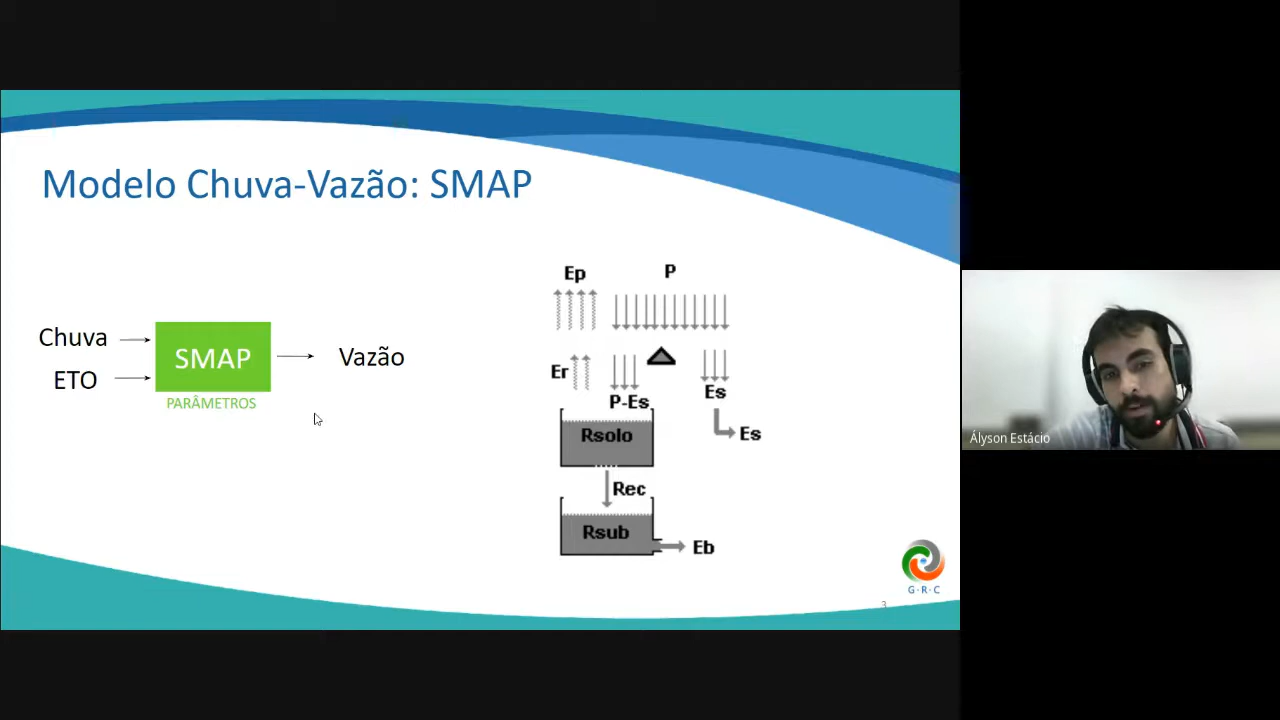 Modelo Chuva-Vazão: SMAP
Chuva
ETO
SMAP
PARÂMETROS
Vazão
Ep
P
Er
P-Es
Es
Es
Rsolo
Rec
Rsub
Eb
G·R·C
3
Ályson Estácio